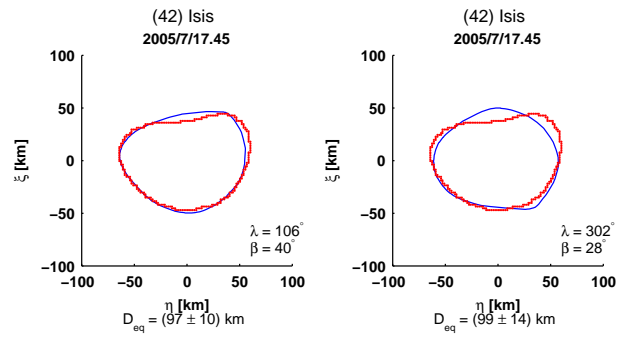 (42) Isis
2005/7/17.45
100
50
0
−50
−100
ξ [km]
λ = 106°
β = 40°
−100 −50 0 50 100
η [km]
D_eq = (97 ± 10) km
(42) Isis
2005/7/17.45
100
50
0
−50
−100
ξ [km]
λ = 302°
β = 28°
−100 −50 0 50 100
η [km]
D_eq = (99 ± 14) km